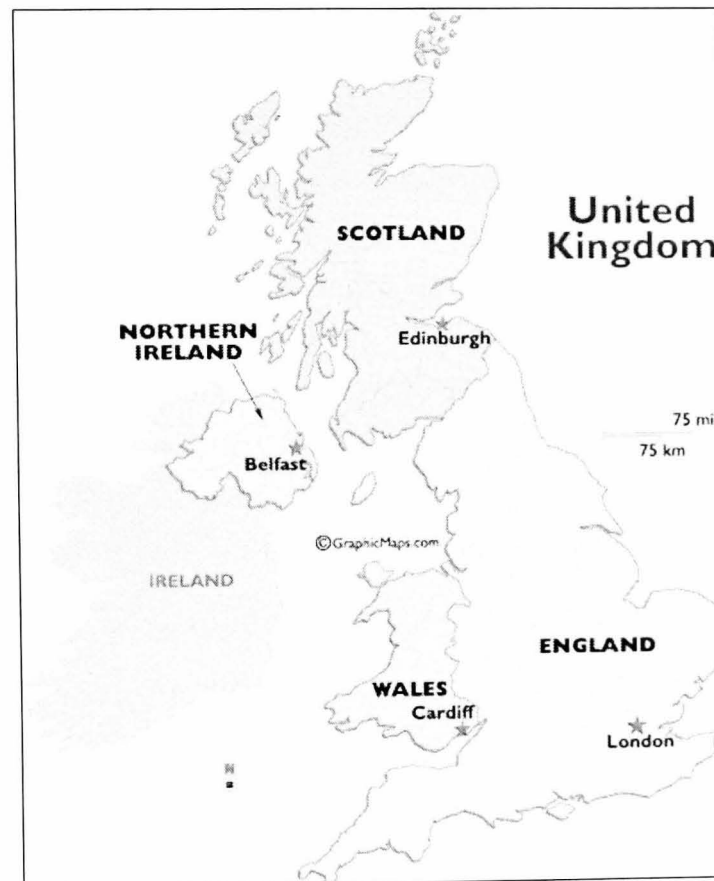 United
Kingdom
SCOTLAND
Edinburgh
NORTHERN
IRELAND
Belfast
75 mi
75 km
©GraphicMaps.com
IRELAND
ENGLAND
WALES
Cardiff
London
N